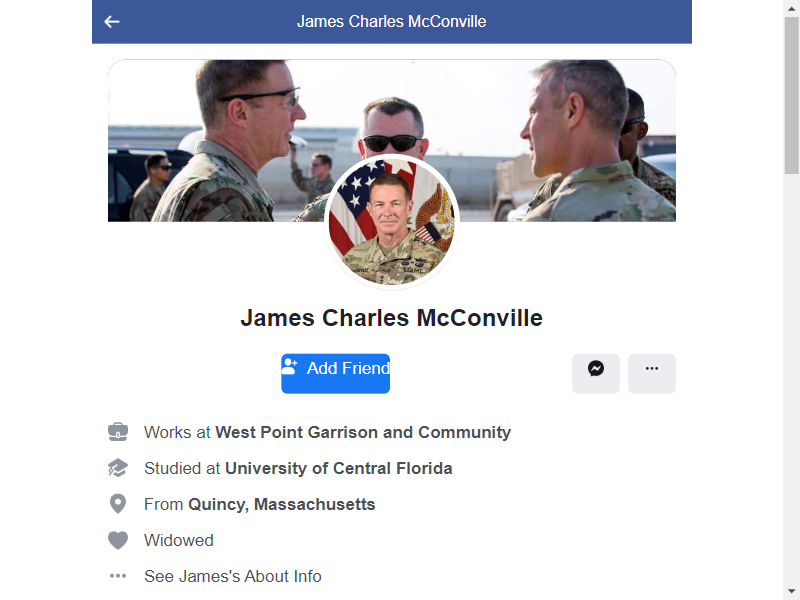 James Charles McConville
James Charles McConville
Add Friend
Works at West Point Garrison and Community
Studied at University of Central Florida
From Quincy, Massachusetts
Widowed
See James's About Info